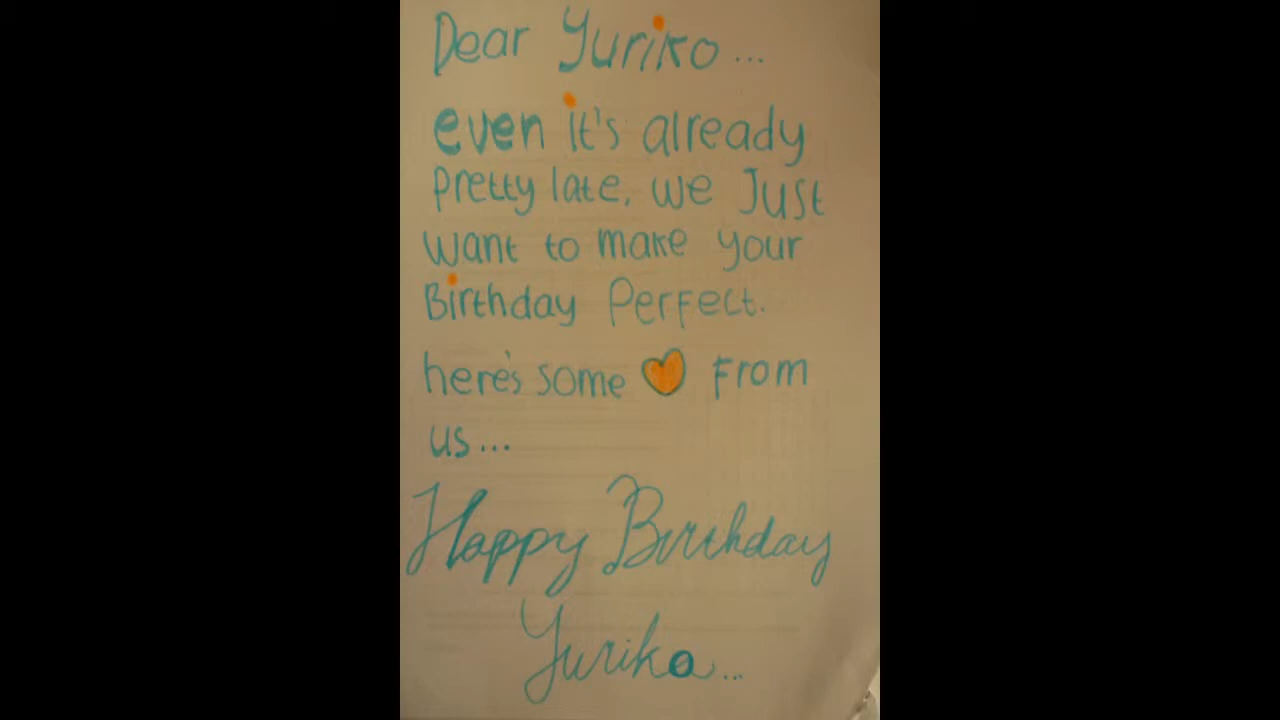 Dear Yuriko...
even it's already
Pretty late, we Just
want to make your
Birthday Perfect.
here's some From
us...
Happy Birthday
Yuriko...